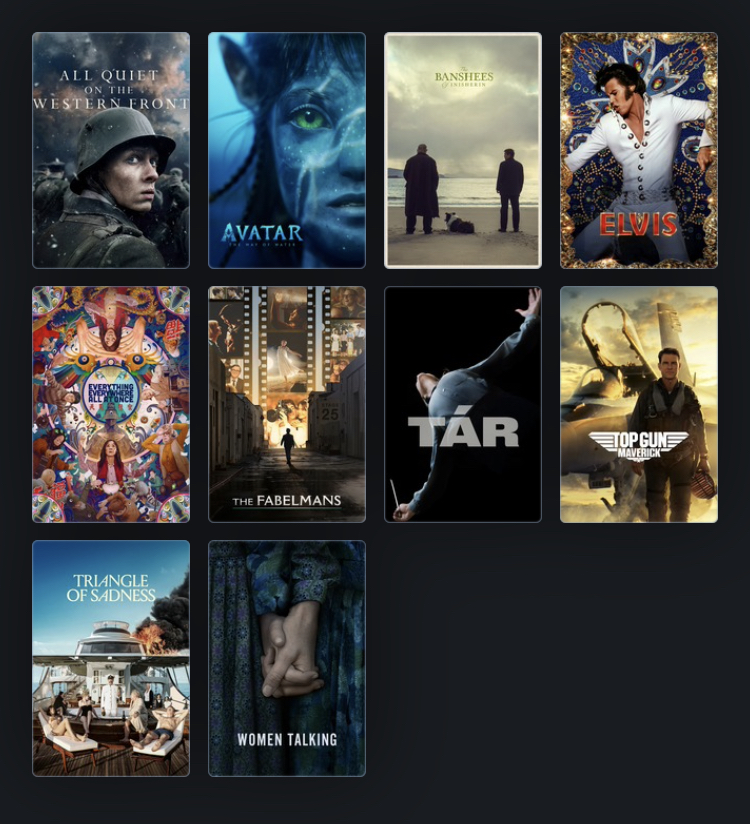 ALL QUIET
ON THE
WESTERN FRONT
AVATAR
THE WAY OF WATER
The
BANSHEES
OF INISHERIN
ELVIS
EVERYTHING
EVERYWHERE
ALL AT ONCE
25
THE FABELMANS
TÁR
TOP GUN
MAVERICK
TRIANGLE
OF SADNESS
WOMEN TALKING